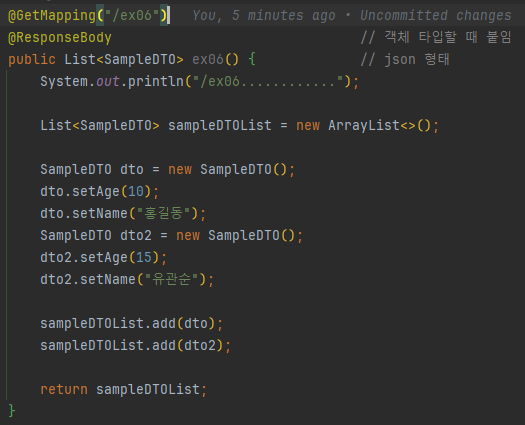 @GetMapping("/ex06") You, 5 minutes ago • Uncommitted changes
@ResponseBody // 객체 타입할 때 붙임
public List<SampleDTO> ex06() { // json 형태
System.out.println("/ex06............");
List<SampleDTO> sampleDTOList = new ArrayList<>();
SampleDTO dto = new SampleDTO();
dto.setAge(10);
dto.setName("홍길동");
SampleDTO dto2 = new SampleDTO();
dto2.setAge(15);
dto2.setName("유관순");
sampleDTOList.add(dto);
sampleDTOList.add(dto2);
return sampleDTOList;
}